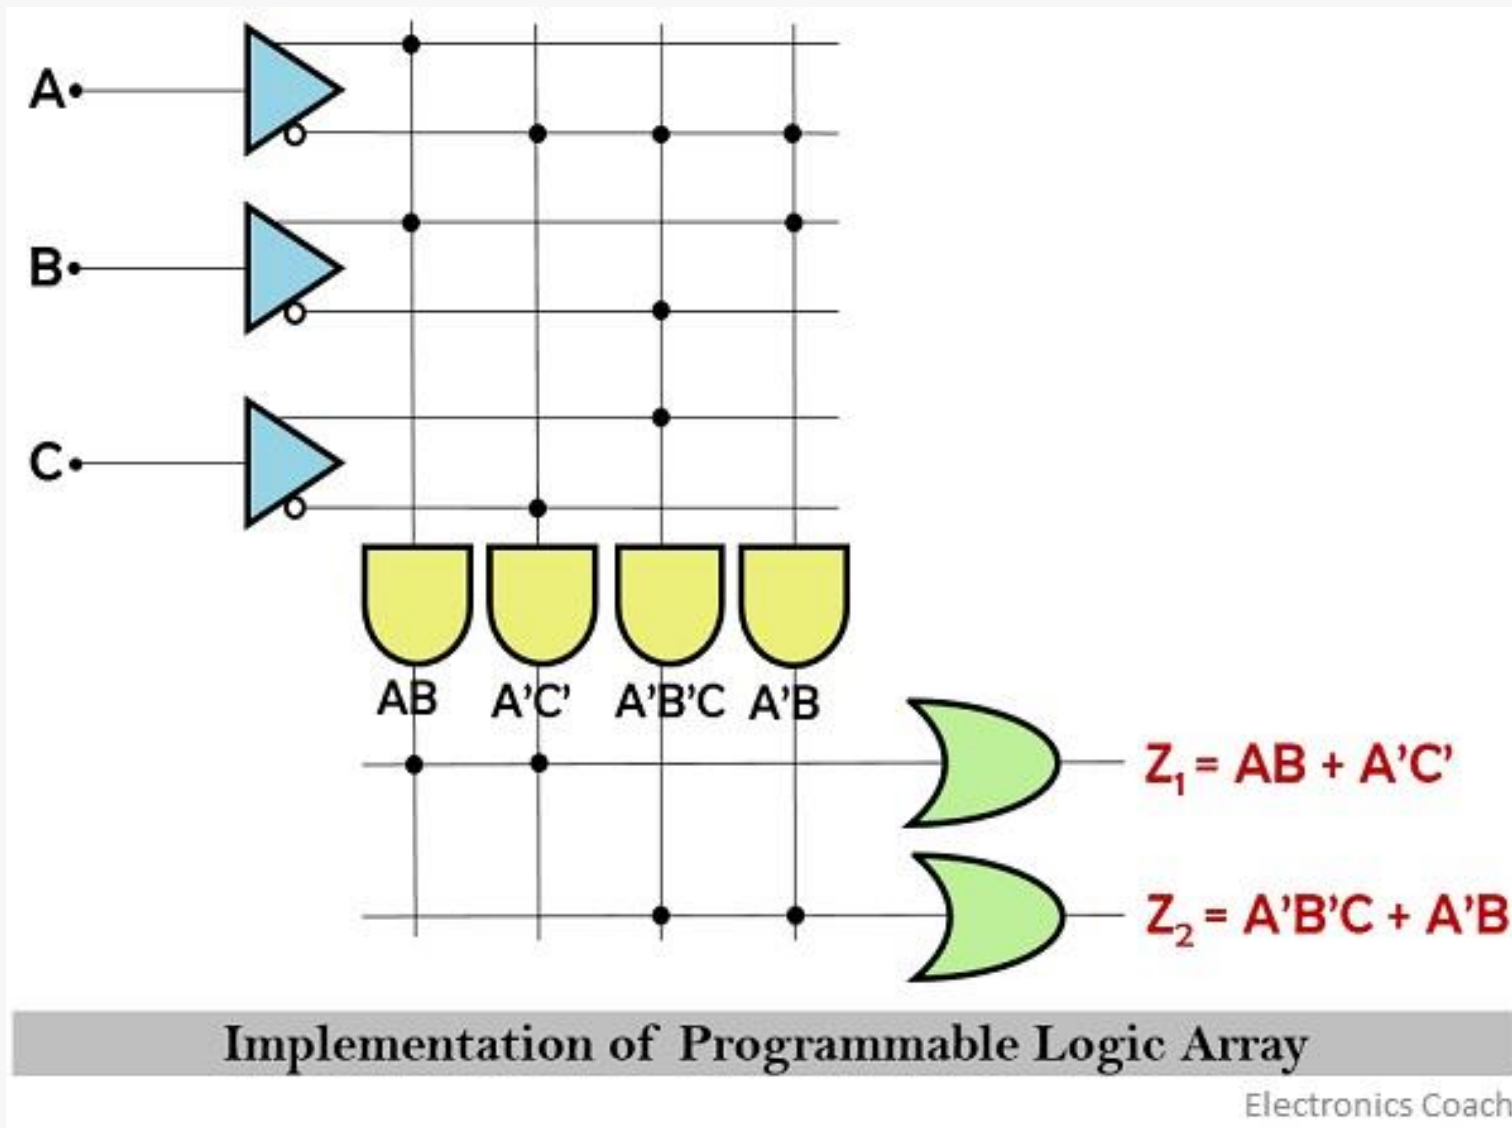 A
B
C
AB A'C' A'B'C A'B
Z₁ = AB + A'C'
Z₂ = A'B'C + A'B
Implementation of Programmable Logic Array
Electronics Coach